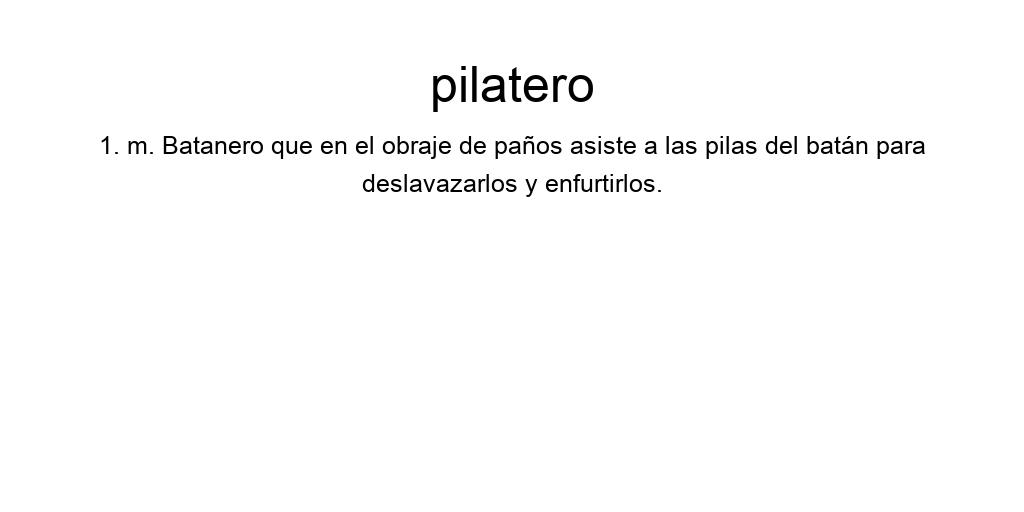 pilatero
1. m. Batanero que en el obraje de paños asiste a las pilas del batán para
deslavazarlos y enfurtirlos.